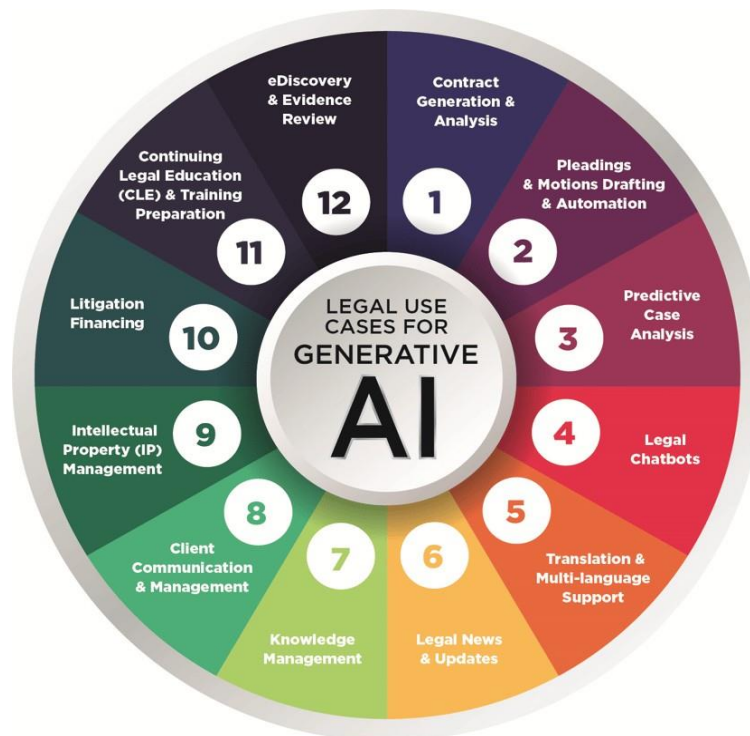 LEGAL USE
CASES FOR
GENERATIVE
AI
1
Contract
Generation &
Analysis
2
Pleadings
& Motions Drafting
& Automation
3
Predictive
Case
Analysis
4
Legal
Chatbots
5
Translation &
Multi-language
Support
6
Legal News
& Updates
7
Knowledge
Management
8
Client
Communication
& Management
9
Intellectual
Property (IP)
Management
10
Litigation
Financing
11
Continuing
Legal Education
(CLE) & Training
Preparation
12
eDiscovery
& Evidence
Review